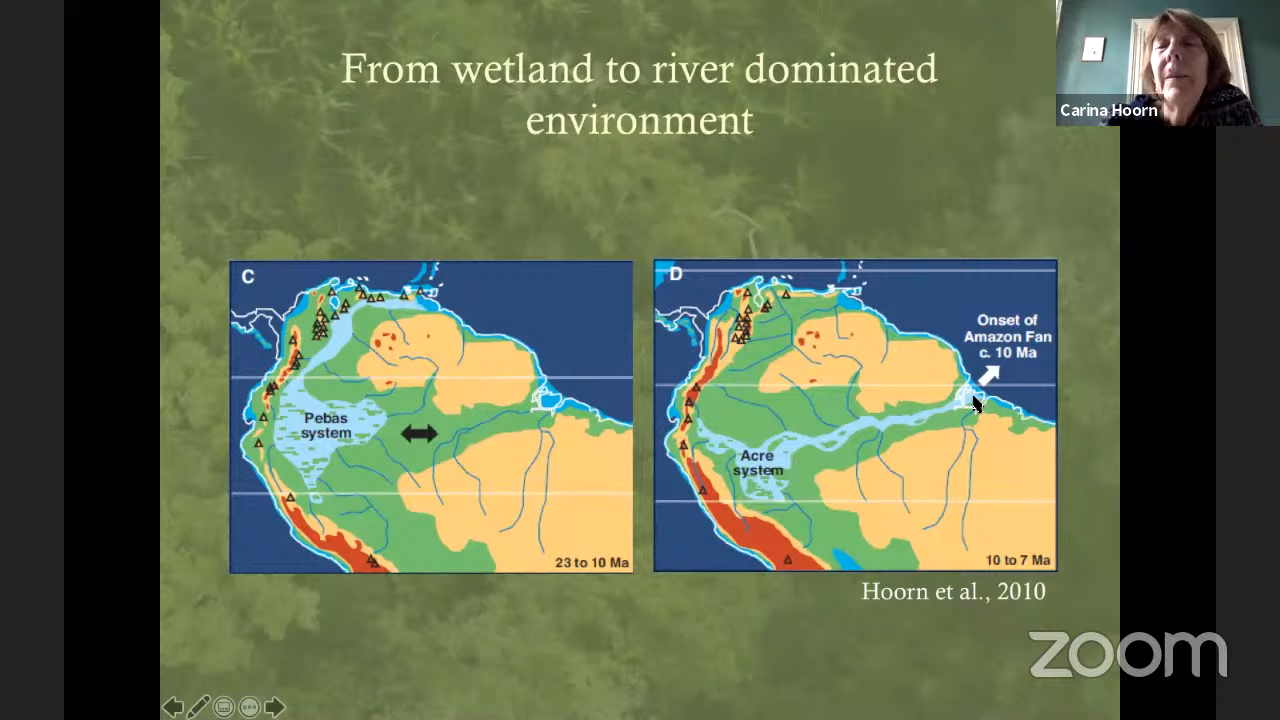 From wetland to river dominated
environment
Carina Hoorn
C
Pebas
system
23 to 10 Ma
D
Onset of
Amazon Fan
c. 10 Ma
Acre
system
10 to 7 Ma
Hoorn et al., 2010
zoom